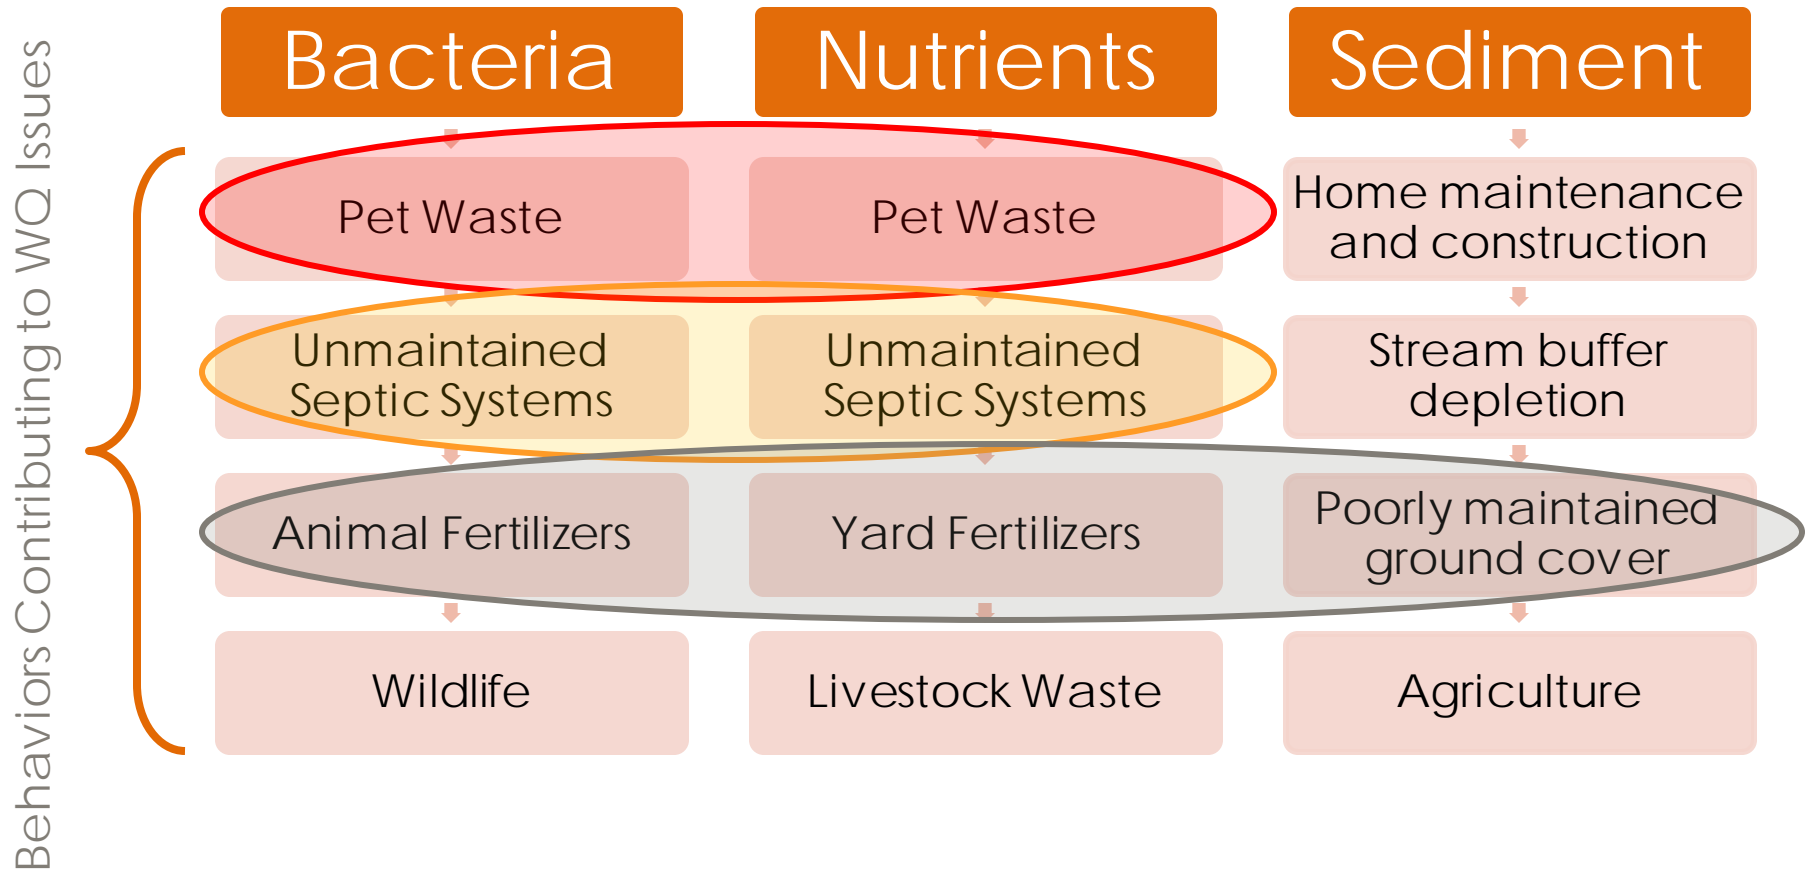 Behaviors Contributing to WQ Issues
Bacteria
Nutrients
Sediment
Pet Waste
Pet Waste
Home maintenance
and construction
Unmaintained
Septic Systems
Unmaintained
Septic Systems
Stream buffer
depletion
Animal Fertilizers
Yard Fertilizers
Poorly maintained
ground cover
Wildlife
Livestock Waste
Agriculture